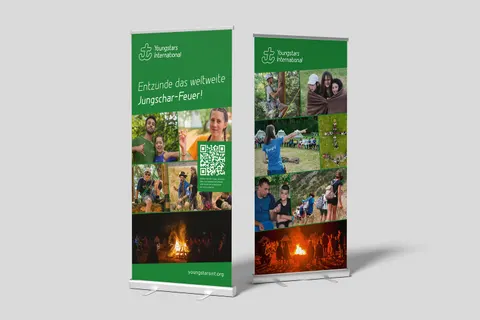 Youngstars
International
Entzünde das weltweite
Jungschar-Feuer!
youngstarsint.org
Youngstars
International